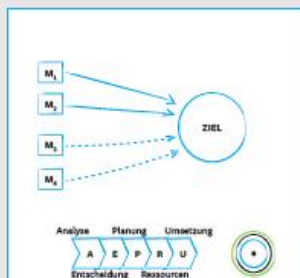 M₁
M₂
ZIEL
M₃
M₄
Analyse Planung Umsetzung
A E P R U
Entscheidung Ressourcen